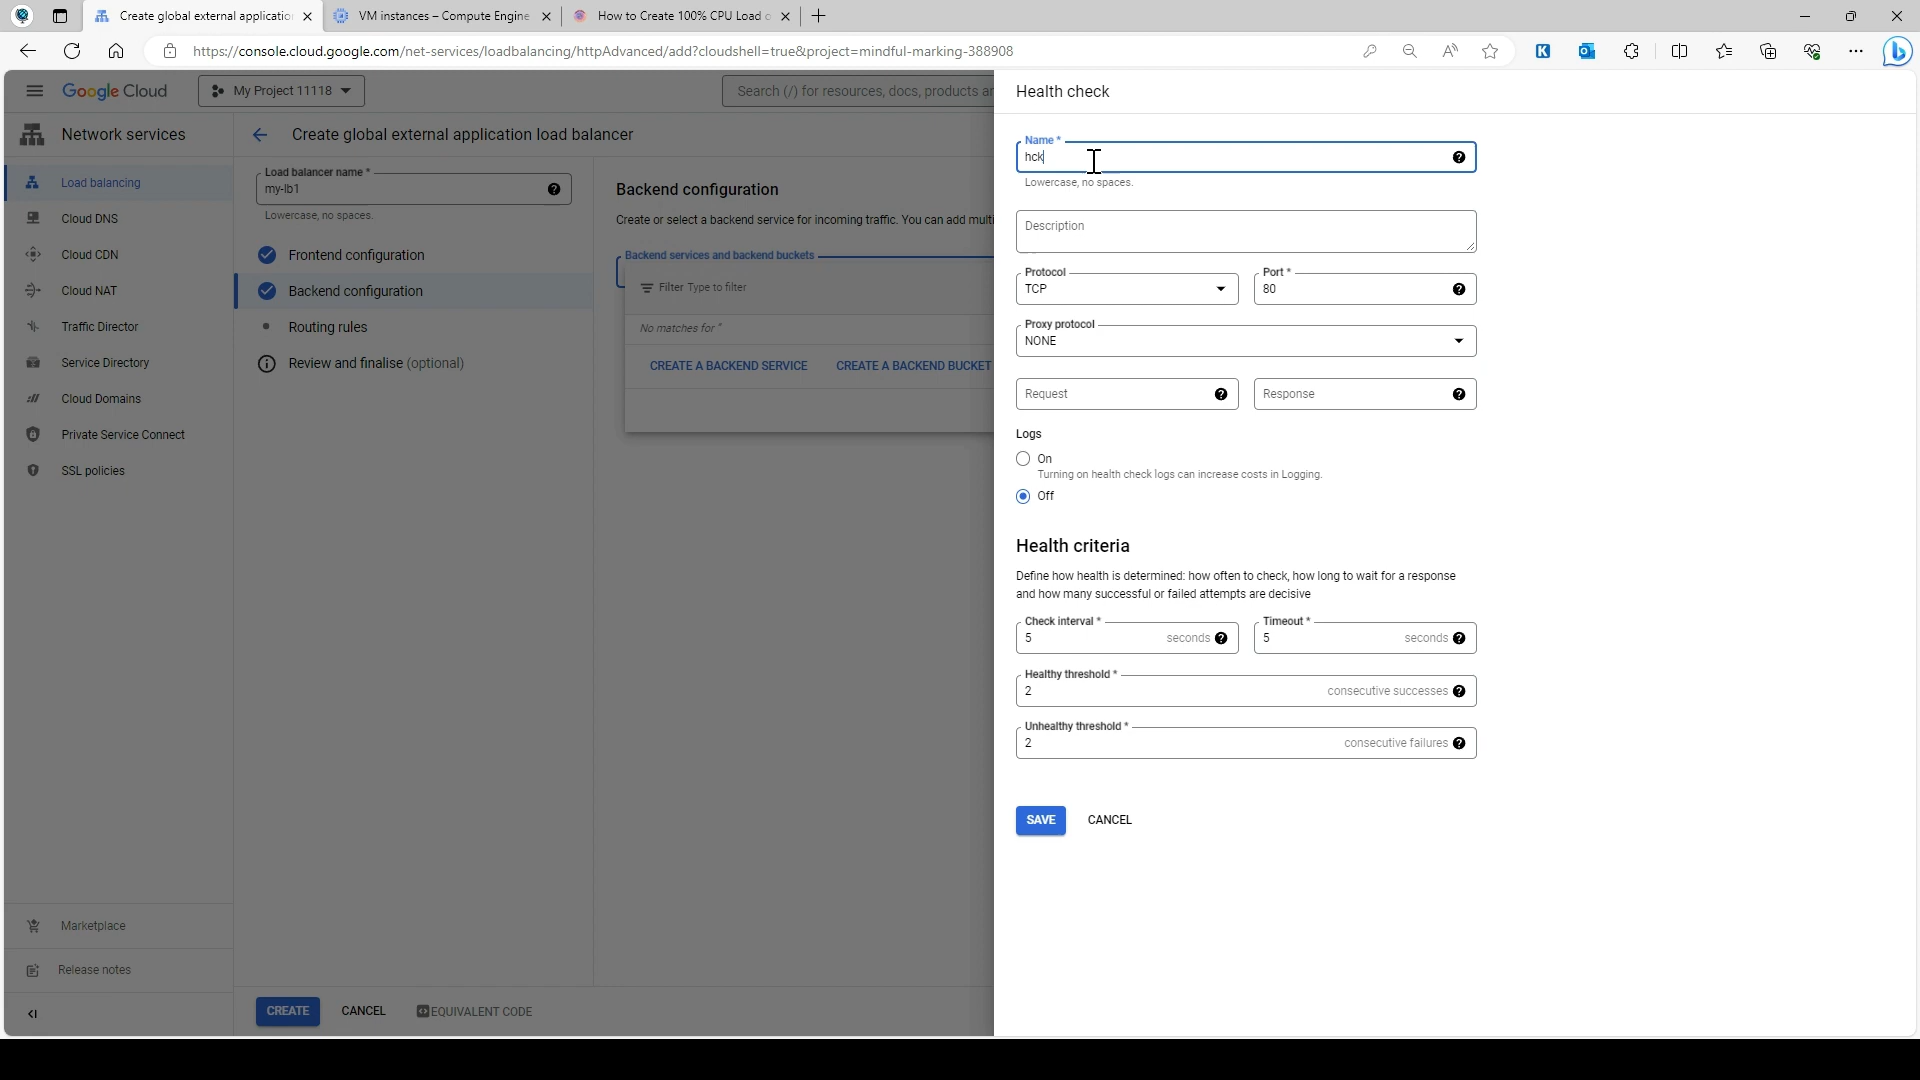 Create global external applicatio
VM instances – Compute Engine
How to Create 100% CPU Load o
https://console.cloud.google.com/net-services/loadbalancing/httpAdvanced/add?cloudshell=true&project=mindful-marking-388908
Google Cloud
My Project 11118
Search (/) for resources, docs, products an
Network services
Load balancing
Cloud DNS
Cloud CDN
Cloud NAT
Traffic Director
Service Directory
Cloud Domains
Private Service Connect
SSL policies
Marketplace
Release notes
Create global external application load balancer
Load balancer name *
my-lb1
Lowercase, no spaces.
Frontend configuration
Backend configuration
Routing rules
Review and finalise (optional)
CREATE
CANCEL
EQUIVALENT CODE
Backend configuration
Create or select a backend service for incoming traffic. You can add multi
Backend services and backend buckets
Filter Type to filter
No matches for ''
CREATE A BACKEND SERVICE
CREATE A BACKEND BUCKET
Health check
Name *
hck
Lowercase, no spaces.
Description
Protocol
TCP
Port *
80
Proxy protocol
NONE
Request
Response
Logs
On
Turning on health check logs can increase costs in Logging.
Off
Health criteria
Define how health is determined: how often to check, how long to wait for a response
and how many successful or failed attempts are decisive
Check interval *
5 seconds
Timeout *
5 seconds
Healthy threshold *
2 consecutive successes
Unhealthy threshold *
2 consecutive failures
SAVE
CANCEL